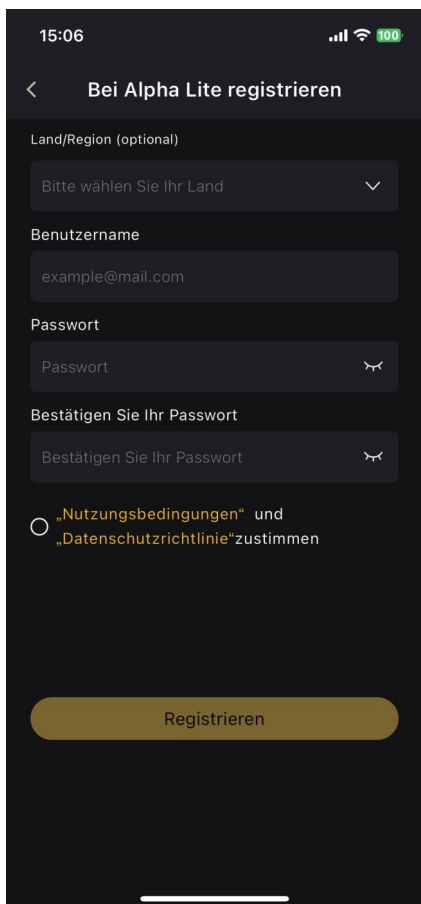 15:06
100
Bei Alpha Lite registrieren
Land/Region (optional)
Bitte wählen Sie Ihr Land
Benutzername
example@mail.com
Passwort
Passwort
Bestätigen Sie Ihr Passwort
Bestätigen Sie Ihr Passwort
„Nutzungsbedingungen“ und
„Datenschutzrichtlinie“zustimmen
Registrieren